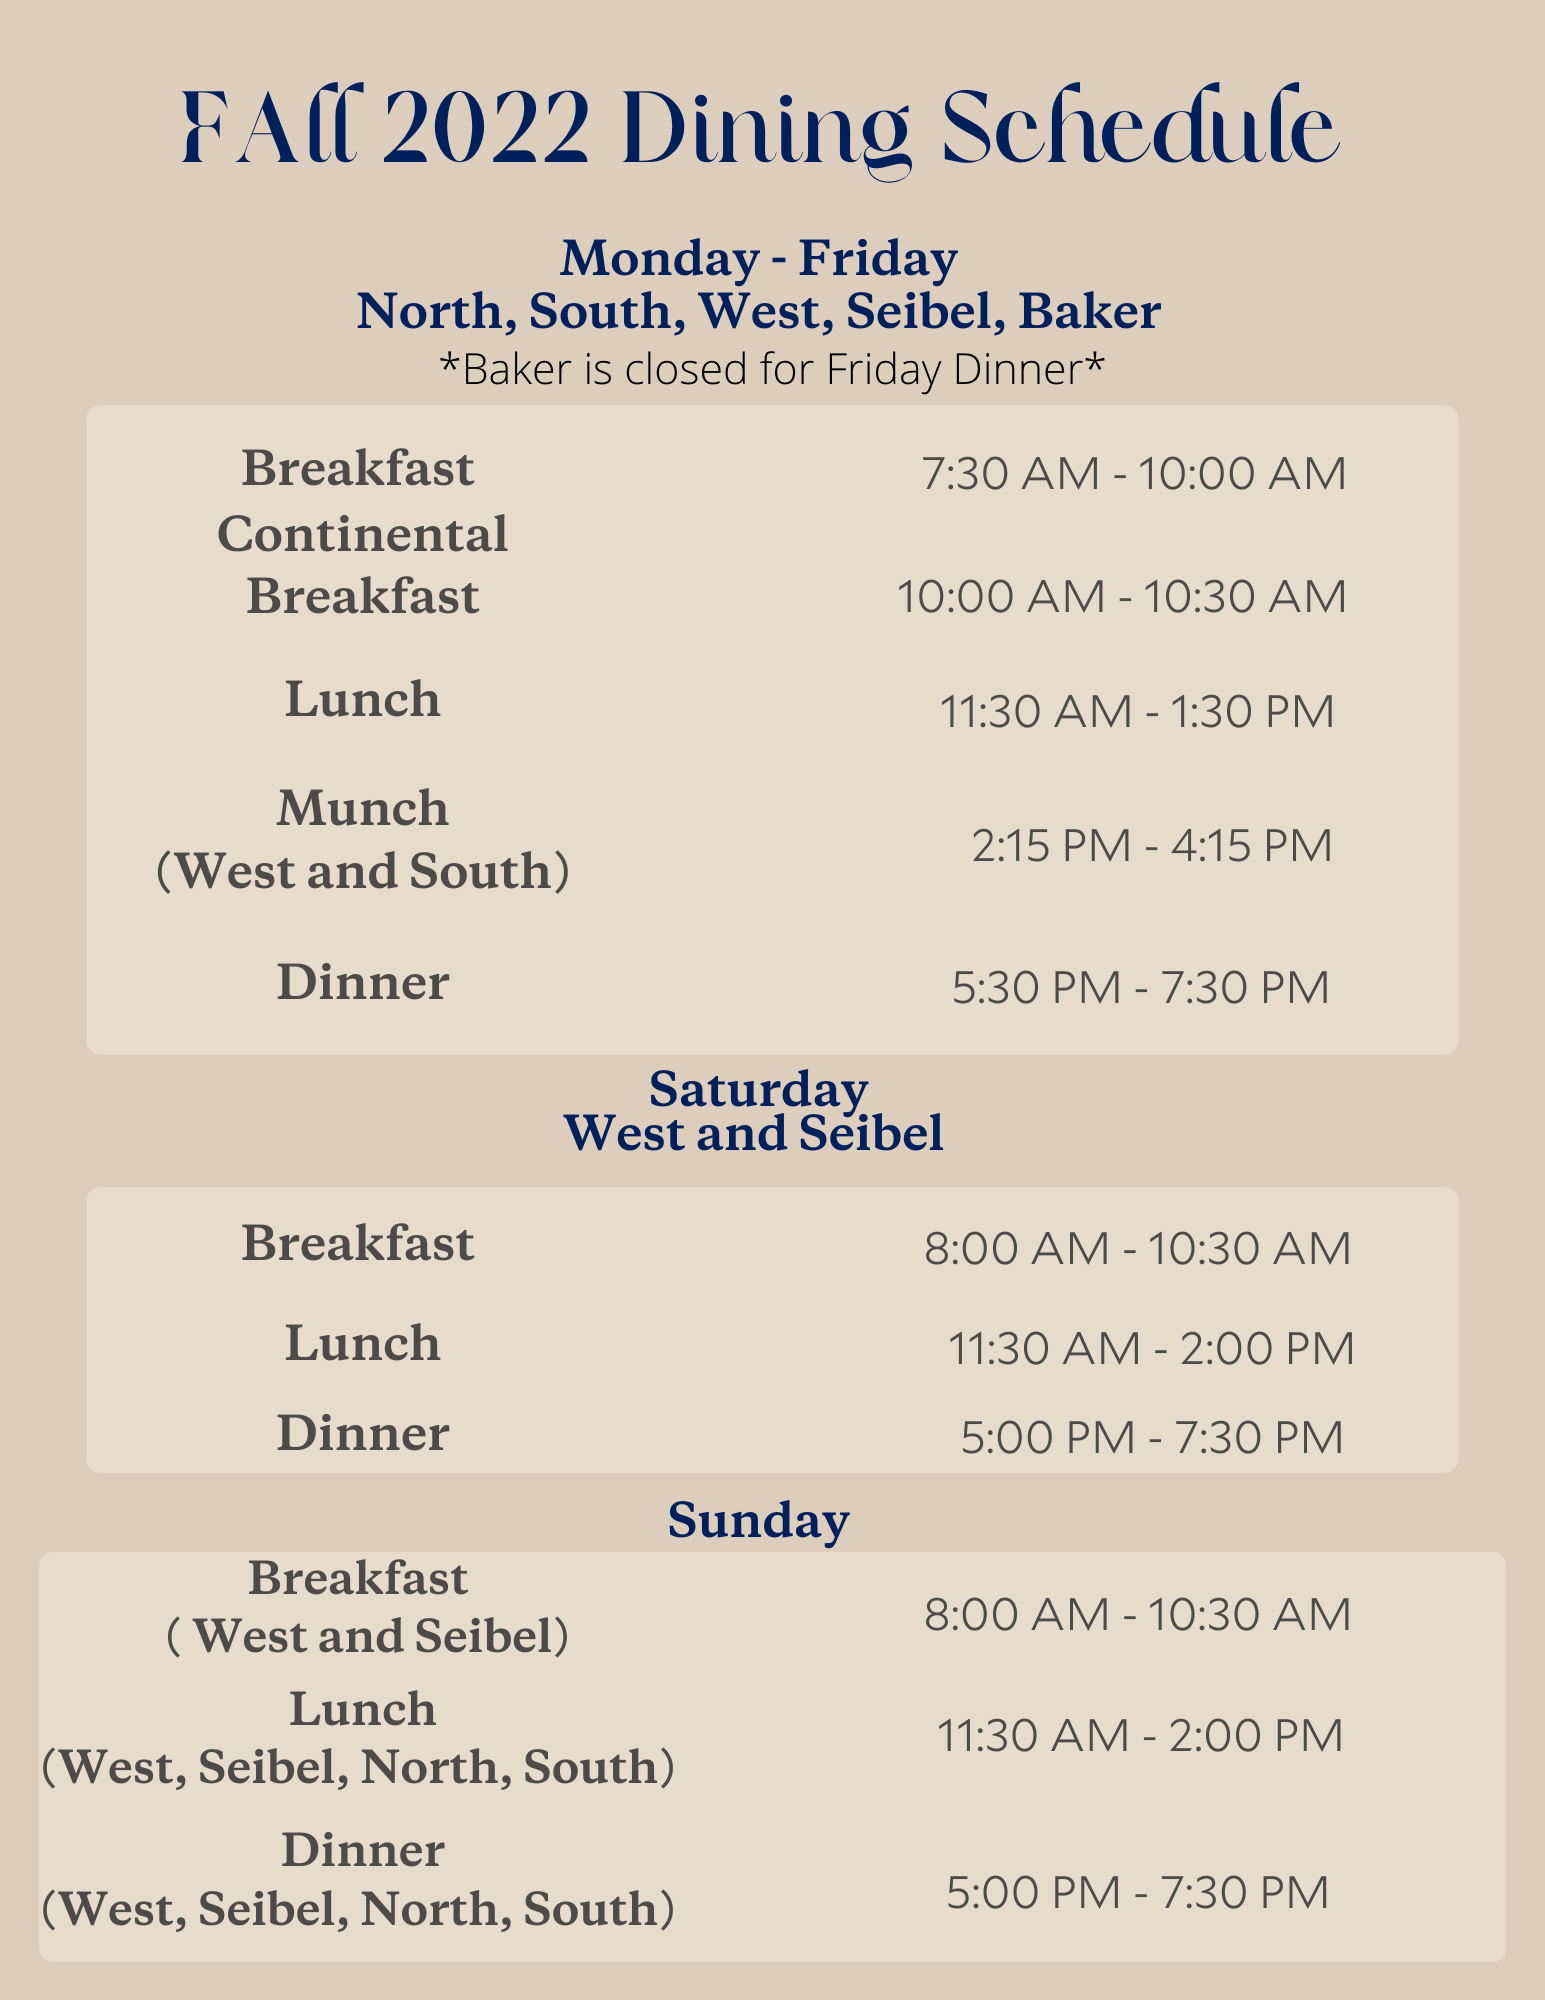 FAll 2022 Dining Schedule
Monday - Friday
North, South, West, Seibel, Baker
*Baker is closed for Friday Dinner*
Breakfast 7:30 AM - 10:00 AM
Continental
Breakfast 10:00 AM - 10:30 AM
Lunch 11:30 AM - 1:30 PM
Munch
(West and South) 2:15 PM - 4:15 PM
Dinner 5:30 PM - 7:30 PM
Saturday
West and Seibel
Breakfast 8:00 AM - 10:30 AM
Lunch 11:30 AM - 2:00 PM
Dinner 5:00 PM - 7:30 PM
Sunday
Breakfast
( West and Seibel) 8:00 AM - 10:30 AM
Lunch
(West, Seibel, North, South) 11:30 AM - 2:00 PM
Dinner
(West, Seibel, North, South) 5:00 PM - 7:30 PM